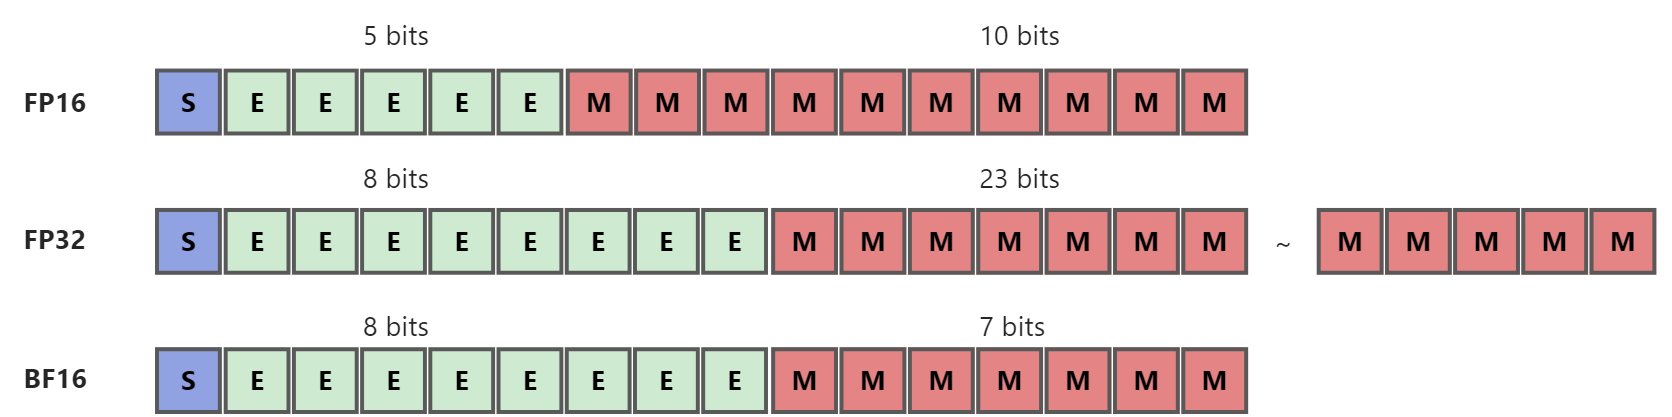 5 bits 10 bits
FP16 S E E E E E M M M M M M M M M M
8 bits 23 bits
FP32 S E E E E E E E E M M M M M M M ~ M M M M M
8 bits 7 bits
BF16 S E E E E E E E E M M M M M M M